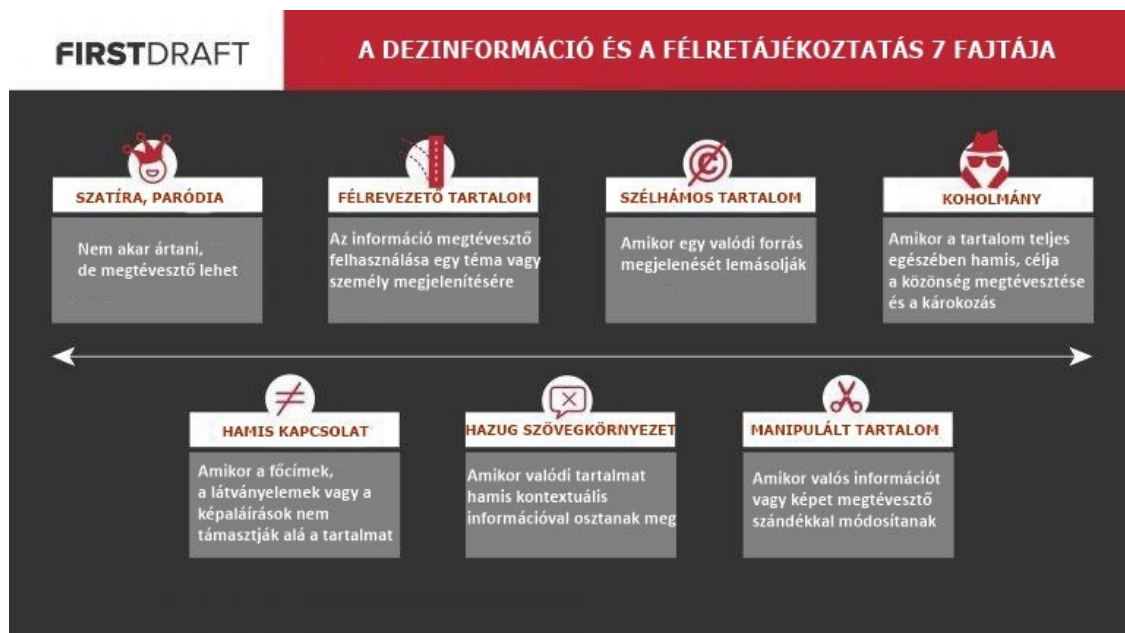 FIRSTDRAFT
A DEZINFORMÁCIÓ ÉS A FÉLRETÁJÉKOZTATÁS 7 FAJTÁJA
SZATÍRA, PARÓDIA
Nem akar ártani,
de megtévesztő lehet
FÉLREVEZETŐ TARTALOM
Az információ megtévesztő
felhasználása egy téma vagy
személy megjelenítésére
SZÉLHÁMOS TARTALOM
Amikor egy valódi forrás
megjelenését lemásolják
KOHOLMÁNY
Amikor a tartalom teljes
egészében hamis, célja
a közönség megtévesztése
és a károkozás
HAMIS KAPCSOLAT
Amikor a főcímek,
a látványelemek vagy a
képaláírások nem
támasztják alá a tartalmat
HAZUG SZÖVEGKÖRNYEZET
Amikor valódi tartalmat
hamis kontextuális
információval osztanak meg
MANIPULÁLT TARTALOM
Amikor valós információt
vagy képet megtévesztő
szándékkal módosítanak